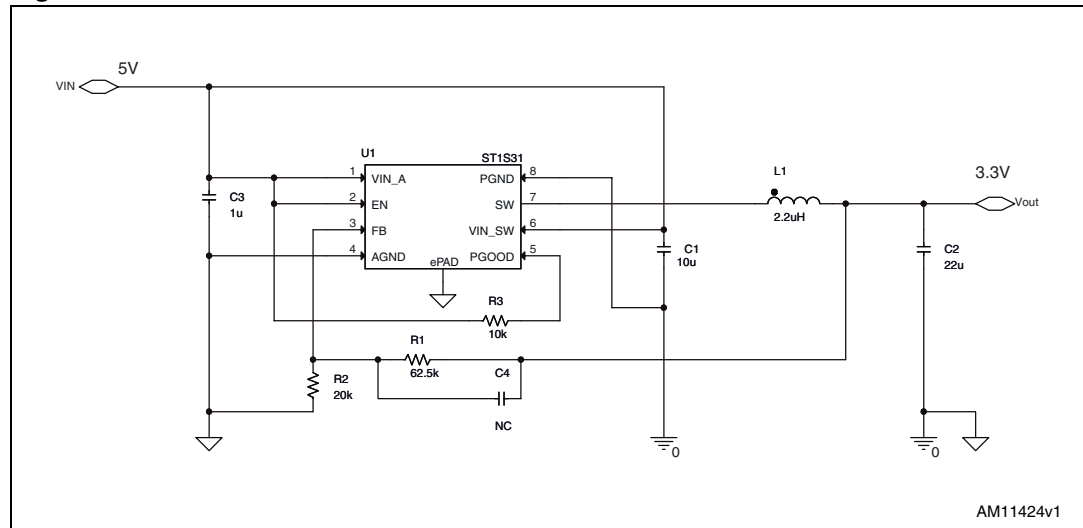 5V
VIN
U1
ST1S31
1 VIN_A
2 EN
3 FB
4 AGND
ePAD
PGND 8
SW 7
VIN_SW 6
PGOOD 5
C3
1u
L1
2.2uH
3.3V
Vout
C1
10u
C2
22u
R3
10k
R1
62.5k
C4
NC
R2
20k
0
0
AM11424v1